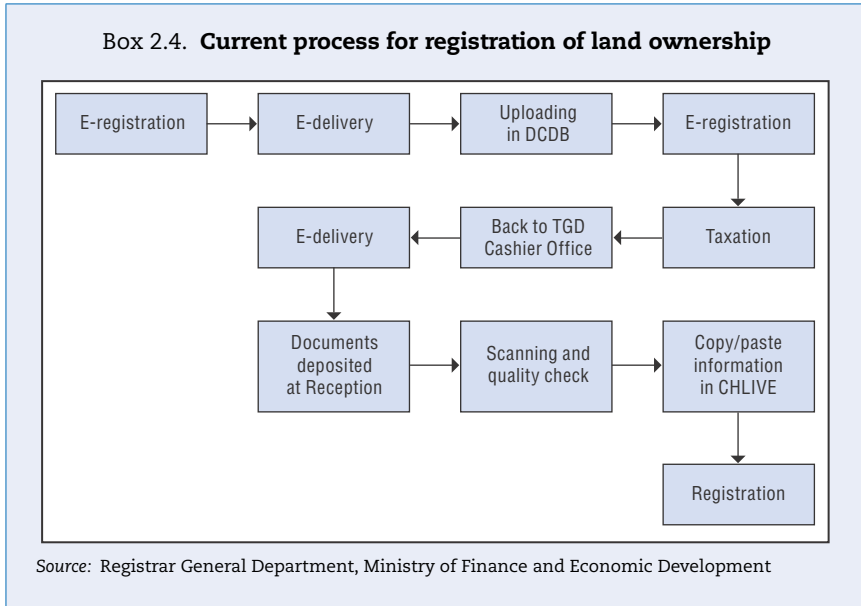 Box 2.4. Current process for registration of land ownership
E-registration
E-delivery
Uploading
in DCDB
E-registration
Taxation
Back to TGD
Cashier Office
E-delivery
Documents
deposited
at Reception
Scanning and
quality check
Copy/paste
information
in CHLIVE
Registration
Source: Registrar General Department, Ministry of Finance and Economic Development